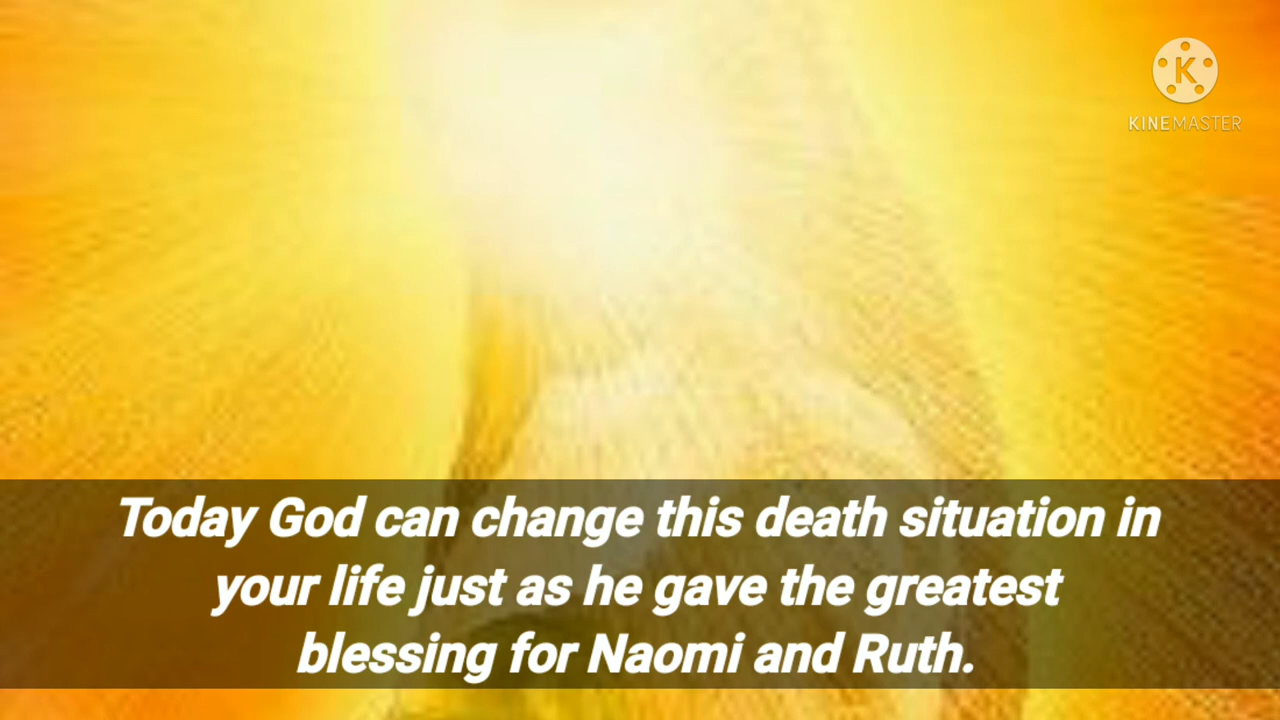 KINEMASTER
Today God can change this death situation in
your life just as he gave the greatest
blessing for Naomi and Ruth.